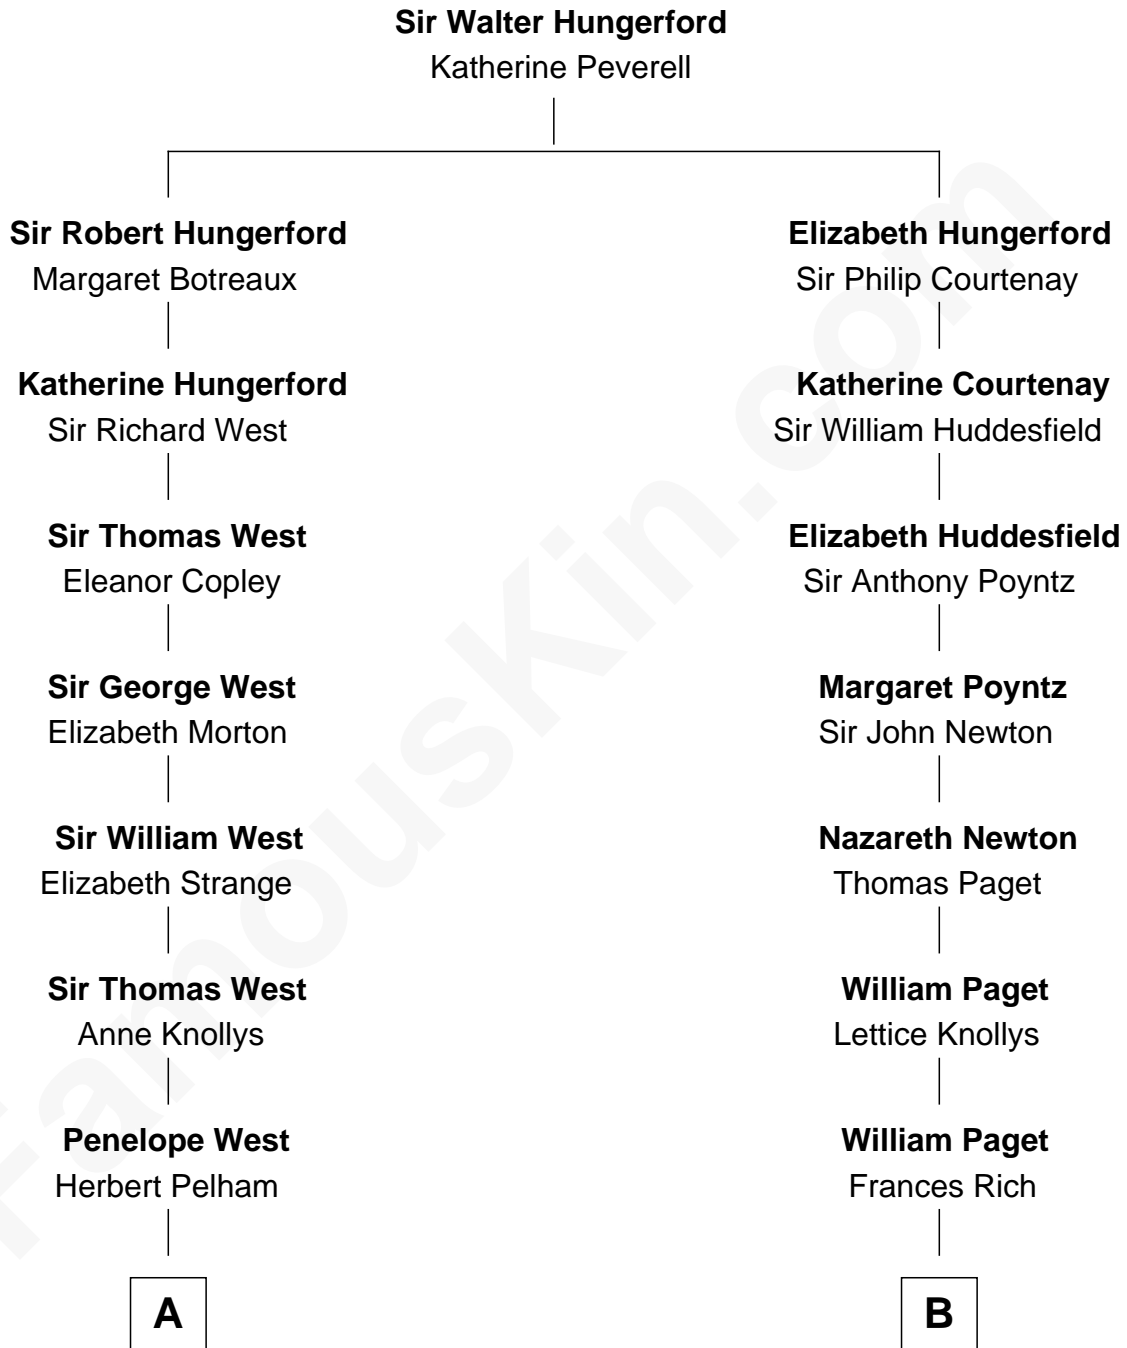 Sir Walter Hungerford
Katherine Peverell
Sir Robert Hungerford
Margaret Botreaux
Elizabeth Hungerford
Sir Philip Courtenay
Katherine Hungerford
Sir Richard West
Katherine Courtenay
Sir William Huddesfield
Sir Thomas West
Eleanor Copley
Elizabeth Huddesfield
Sir Anthony Poyntz
Sir George West
Elizabeth Morton
Margaret Poyntz
Sir John Newton
Sir William West
Elizabeth Strange
Nazareth Newton
Thomas Paget
Sir Thomas West
Anne Knollys
William Paget
Lettice Knollys
Penelope West
Herbert Pelham
William Paget
Frances Rich
A
B
FamousKin.com